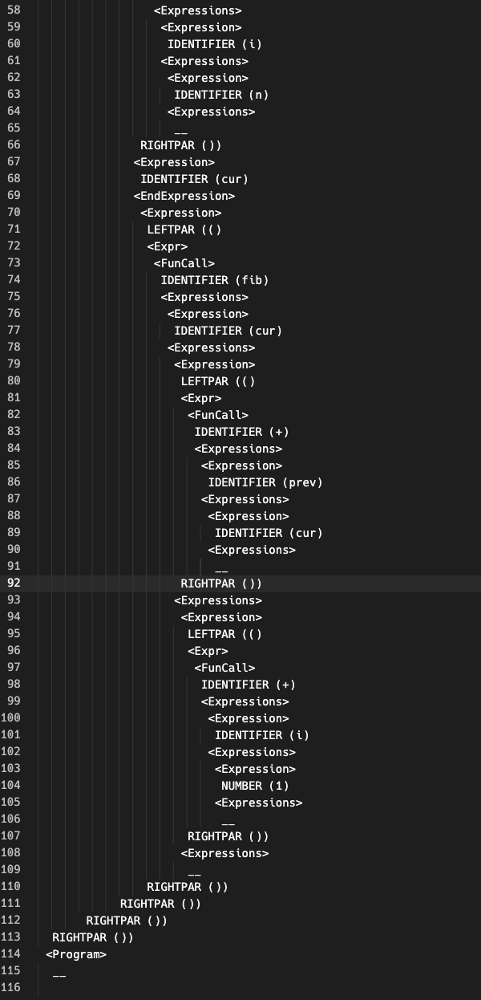 58 <Expressions>
59 <Expression>
60 IDENTIFIER (i)
61 <Expressions>
62 <Expression>
63 IDENTIFIER (n)
64 <Expressions>
65 __
66 RIGHTPAR ())
67 <Expression>
68 IDENTIFIER (cur)
69 <EndExpression>
70 <Expression>
71 LEFTPAR (()
72 <Expr>
73 <FunCall>
74 IDENTIFIER (fib)
75 <Expressions>
76 <Expression>
77 IDENTIFIER (cur)
78 <Expressions>
79 <Expression>
80 LEFTPAR (()
81 <Expr>
82 <FunCall>
83 IDENTIFIER (+)
84 <Expressions>
85 <Expression>
86 IDENTIFIER (prev)
87 <Expressions>
88 <Expression>
89 IDENTIFIER (cur)
90 <Expressions>
91 __
92 RIGHTPAR ())
93 <Expressions>
94 <Expression>
95 LEFTPAR (()
96 <Expr>
97 <FunCall>
98 IDENTIFIER (+)
99 <Expressions>
100 <Expression>
101 IDENTIFIER (i)
102 <Expressions>
103 <Expression>
104 NUMBER (1)
105 <Expressions>
106 __
107 RIGHTPAR ())
108 <Expressions>
109 __
110 RIGHTPAR ())
111 RIGHTPAR ())
112 RIGHTPAR ())
113 RIGHTPAR ())
114 <Program>
115 __
116